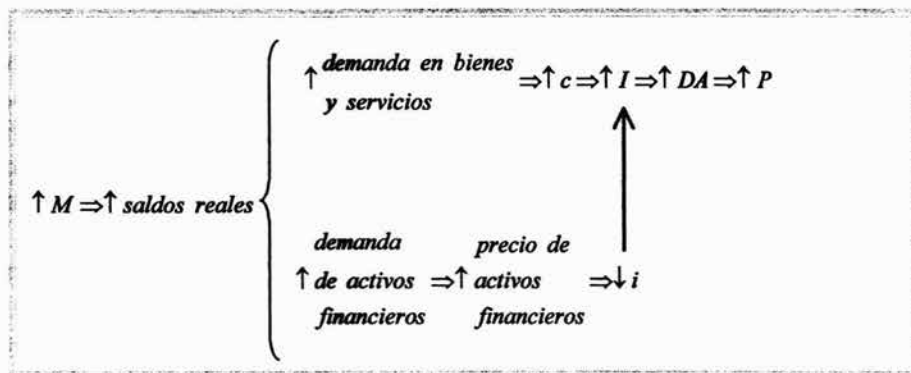 ↑ demanda en bienes y servicios ⇒↑ c ⇒↑ I ⇒↑ DA ⇒↑ P
↑ M ⇒↑ saldos reales
↑ demanda de activos financieros ⇒↑ precio de activos financieros ⇒↓ i